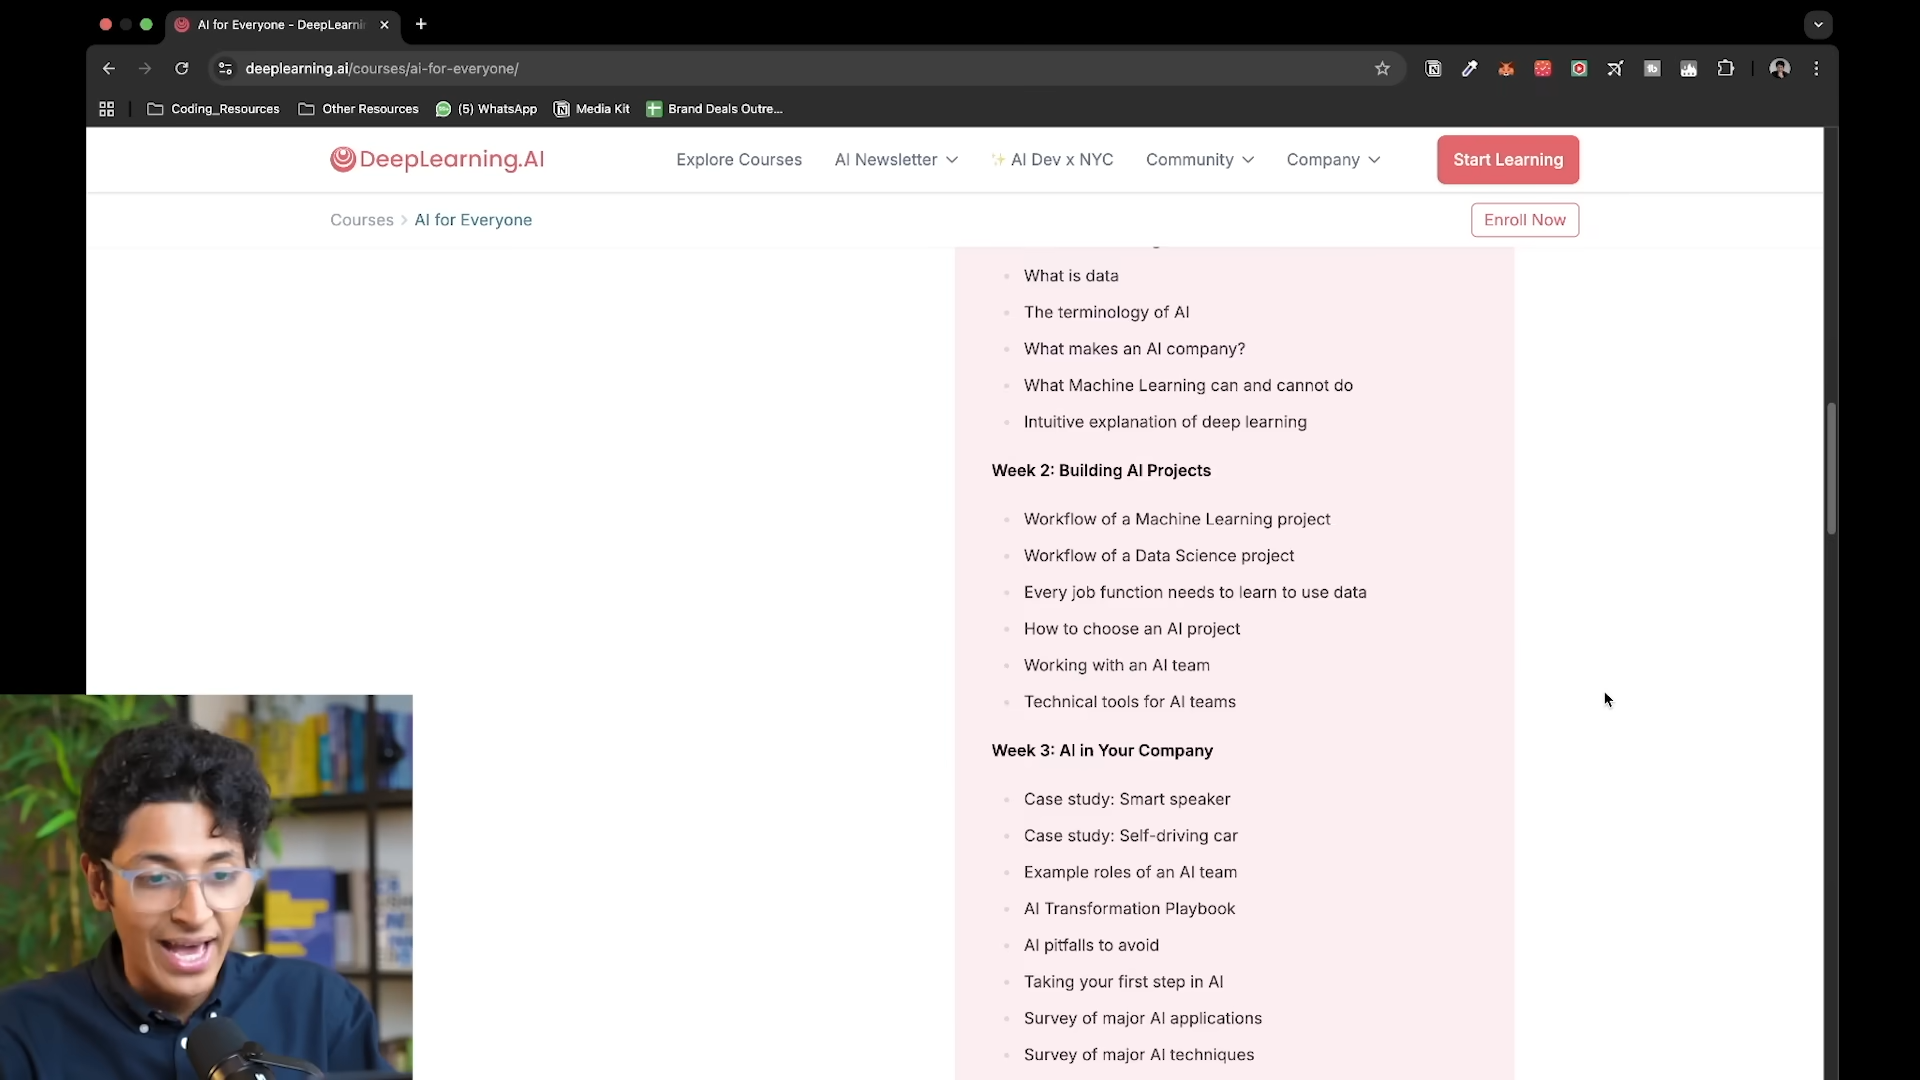 AI for Everyone - DeepLearni
deeplearning.ai/courses/ai-for-everyone/
Coding_Resources
Other Resources
(5) WhatsApp
Media Kit
Brand Deals Outre...
DeepLearning.AI
Explore Courses
AI Newsletter
AI Dev x NYC
Community
Company
Start Learning
Courses > AI for Everyone
Enroll Now
What is data
The terminology of AI
What makes an AI company?
What Machine Learning can and cannot do
Intuitive explanation of deep learning
Week 2: Building AI Projects
Workflow of a Machine Learning project
Workflow of a Data Science project
Every job function needs to learn to use data
How to choose an AI project
Working with an AI team
Technical tools for AI teams
Week 3: AI in Your Company
Case study: Smart speaker
Case study: Self-driving car
Example roles of an AI team
AI Transformation Playbook
AI pitfalls to avoid
Taking your first step in AI
Survey of major AI applications
Survey of major AI techniques